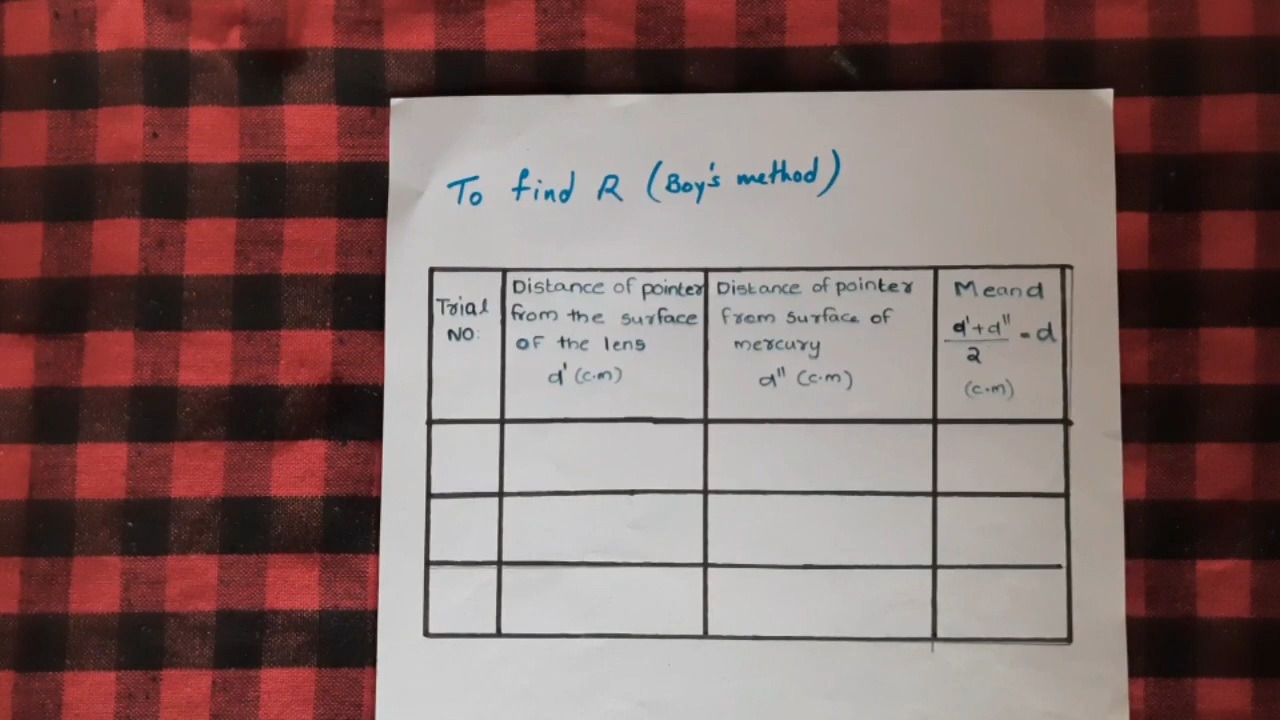 To find R (Boy's method)
Trial
NO:
Distance of pointer
from the surface
OF the lens
d' (c.m)
Distance of pointer
from surface of
mercury
d" (c.m)
Mean d
d'+d"
2
= d
(c.m)